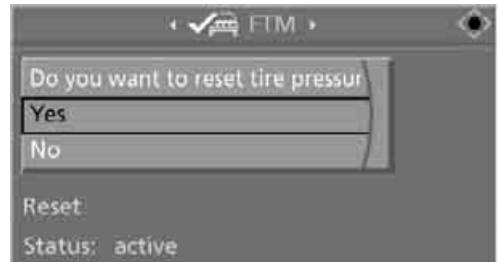 FTM
Do you want to reset tire pressur
Yes
No
Reset
Status: active